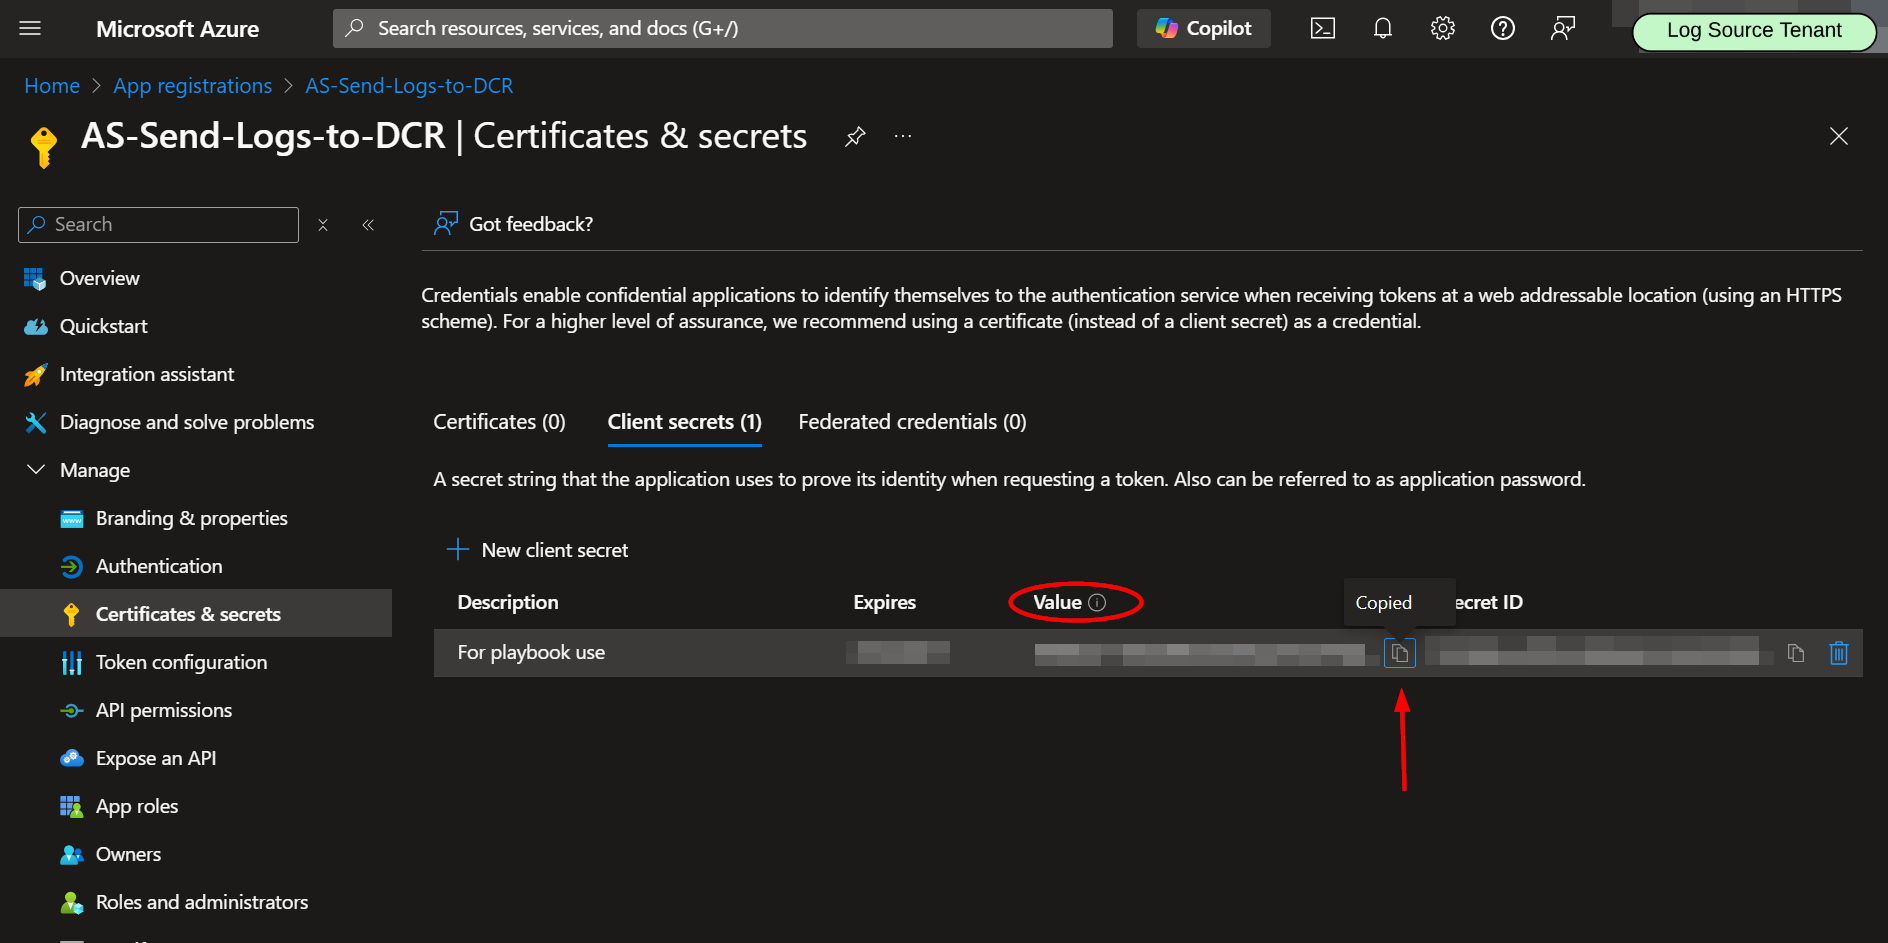 Microsoft Azure
Search resources, services, and docs (G+/)
Copilot
Log Source Tenant
Home > App registrations > AS-Send-Logs-to-DCR
AS-Send-Logs-to-DCR | Certificates & secrets
Search
Got feedback?
Overview
Quickstart
Integration assistant
Diagnose and solve problems
Manage
Branding & properties
Authentication
Certificates & secrets
Token configuration
API permissions
Expose an API
App roles
Owners
Roles and administrators
Credentials enable confidential applications to identify themselves to the authentication service when receiving tokens at a web addressable location (using an HTTPS
scheme). For a higher level of assurance, we recommend using a certificate (instead of a client secret) as a credential.
Certificates (0)
Client secrets (1)
Federated credentials (0)
A secret string that the application uses to prove its identity when requesting a token. Also can be referred to as application password.
New client secret
Description
Expires
Value
Copied
ecret ID
For playbook use